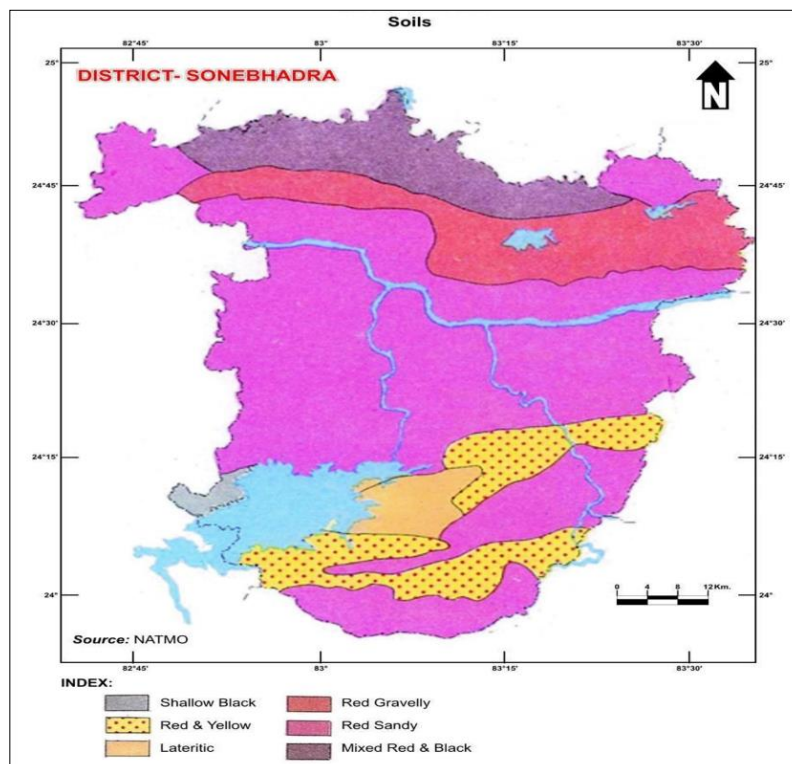 Soils
82°45' 83° 83°15' 83°30'
25° 25°
DISTRICT- SONEBHADRA
N
24°45' 24°45'
24°30' 24°30'
24°15' 24°15'
24° 24°
0 4 8 12Km.
Source: NATMO
82°45' 83° 83°15' 83°30'
INDEX:
Shallow Black Red Gravelly
Red & Yellow Red Sandy
Lateritic Mixed Red & Black